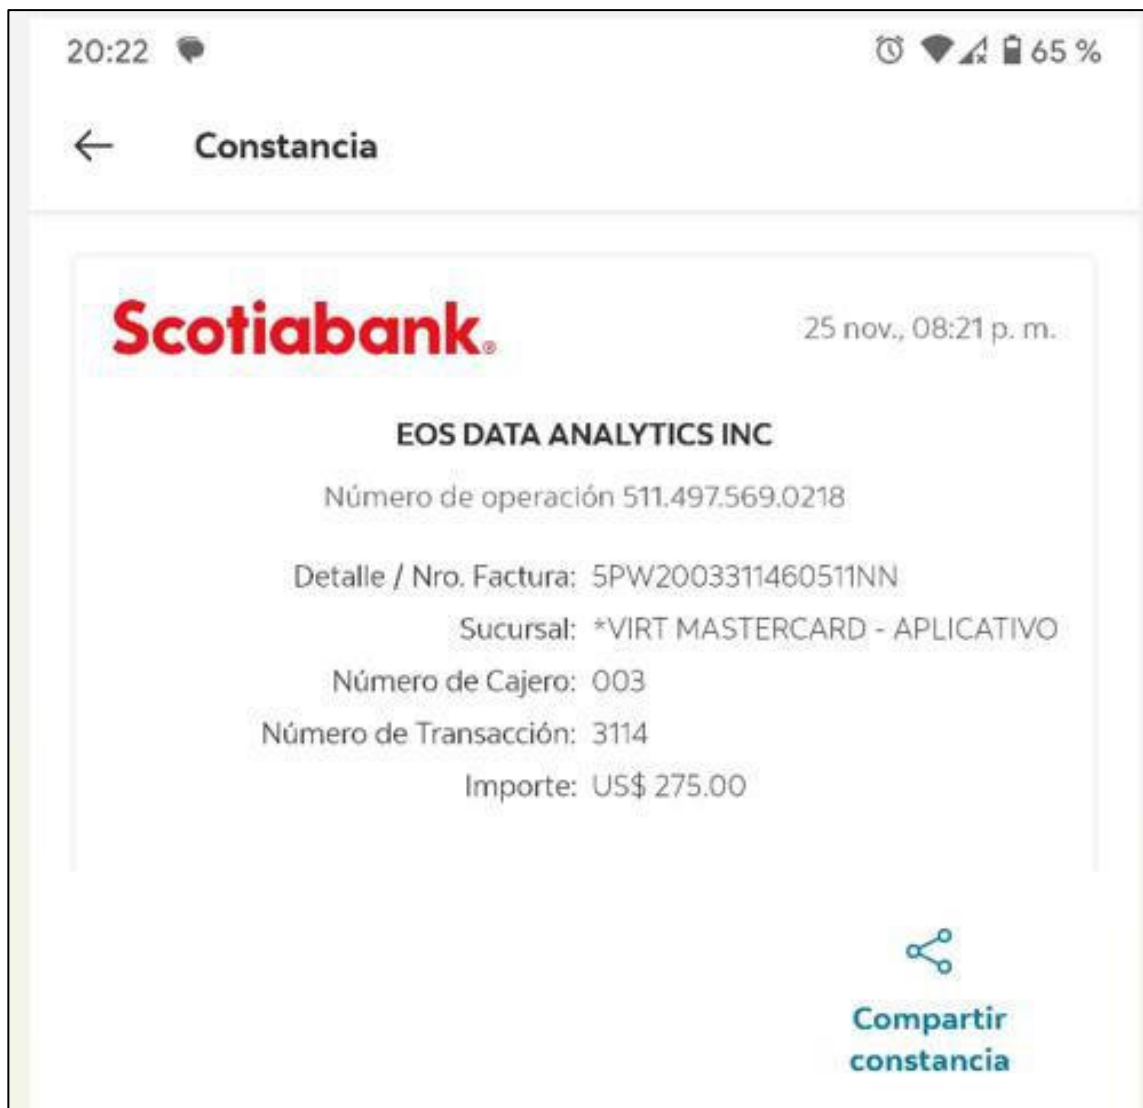 20:22 65 %
Constancia
Scotiabank® 25 nov., 08:21 p. m.
EOS DATA ANALYTICS INC
Número de operación 511.497.569.0218
Detalle / Nro. Factura: 5PW2003311460511NN
Sucursal: *VIRT MASTERCARD - APLICATIVO
Número de Cajero: 003
Número de Transacción: 3114
Importe: US$ 275.00
Compartir
constancia